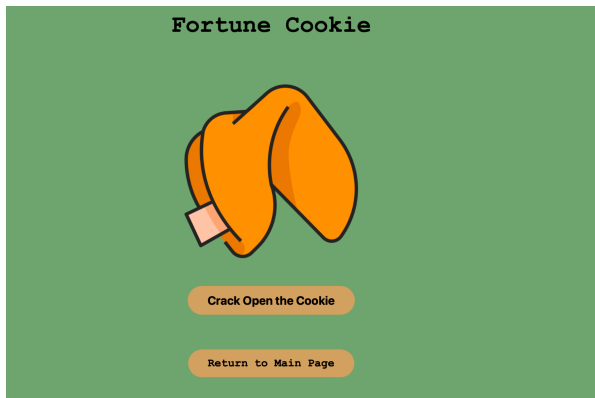 Fortune Cookie
Crack Open the Cookie
Return to Main Page